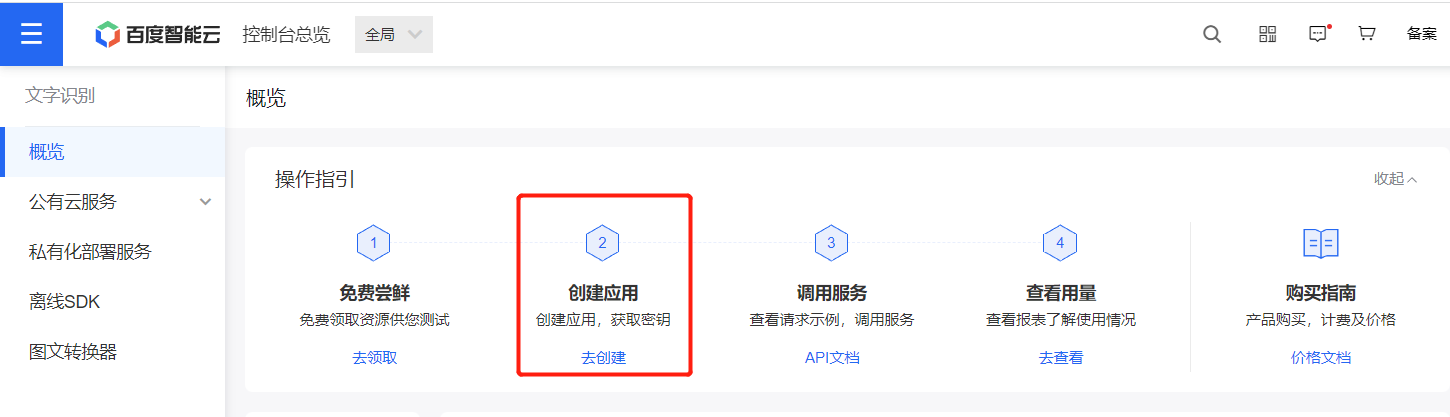 百度智能云 控制台总览 全局 备案
文字识别
概览
公有云服务
私有化部署服务
离线SDK
图文转换器
概览
操作指引 收起
1 2 3 4
免费尝鲜 创建应用 调用服务 查看用量 购买指南
免费领取资源供您测试 创建应用，获取密钥 查看请求示例，调用服务 查看报表了解使用情况 产品购买，计费及价格
去领取 去创建 API文档 去查看 价格文档